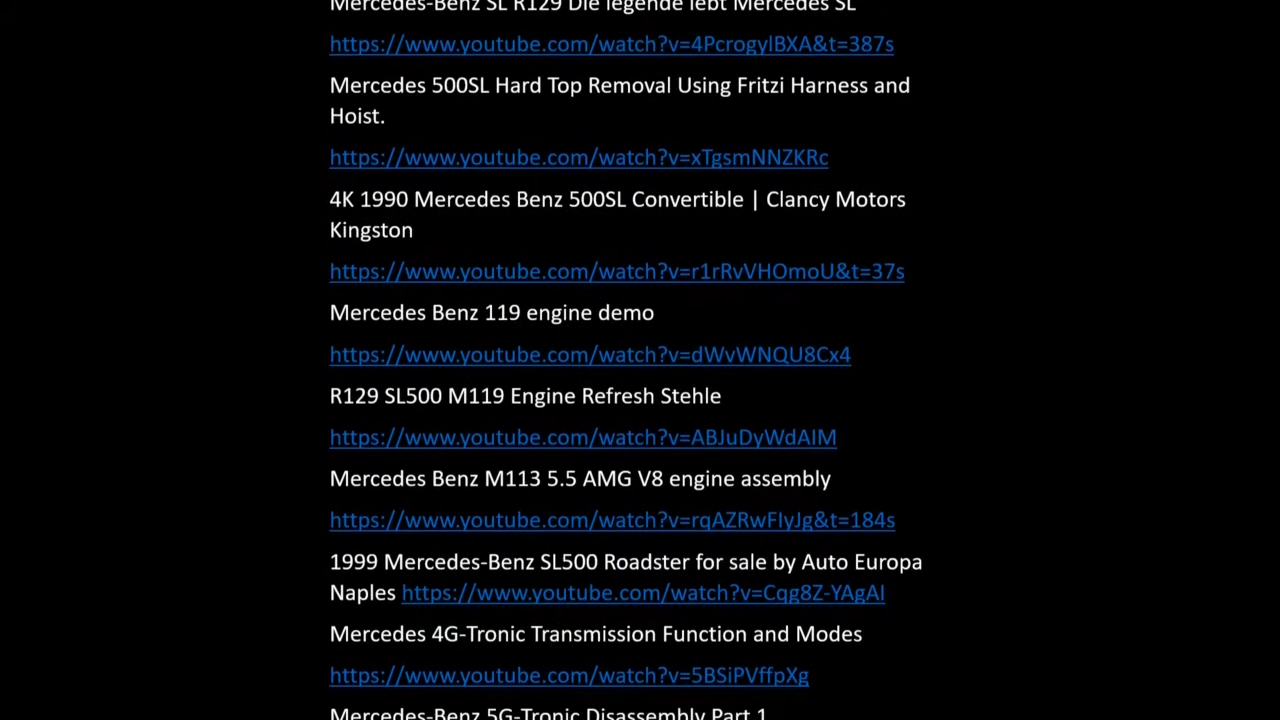 Mercedes-Benz SL R129 Die legende lebt Mercedes SL
https://www.youtube.com/watch?v=4PcrogylBXA&t=387s
Mercedes 500SL Hard Top Removal Using Fritzi Harness and
Hoist.
https://www.youtube.com/watch?v=xTgsmNNZKRc
4K 1990 Mercedes Benz 500SL Convertible | Clancy Motors
Kingston
https://www.youtube.com/watch?v=r1rRvVHOmoU&t=37s
Mercedes Benz 119 engine demo
https://www.youtube.com/watch?v=dWvWNQU8Cx4
R129 SL500 M119 Engine Refresh Stehle
https://www.youtube.com/watch?v=ABJuDyWdAIM
Mercedes Benz M113 5.5 AMG V8 engine assembly
https://www.youtube.com/watch?v=rqAZRwFIyJg&t=184s
1999 Mercedes-Benz SL500 Roadster for sale by Auto Europa
Naples https://www.youtube.com/watch?v=Cqg8Z-YAgAI
Mercedes 4G-Tronic Transmission Function and Modes
https://www.youtube.com/watch?v=5BSiPVffpXg
Mercedes-Benz 5G-Tronic Disassembly Part 1